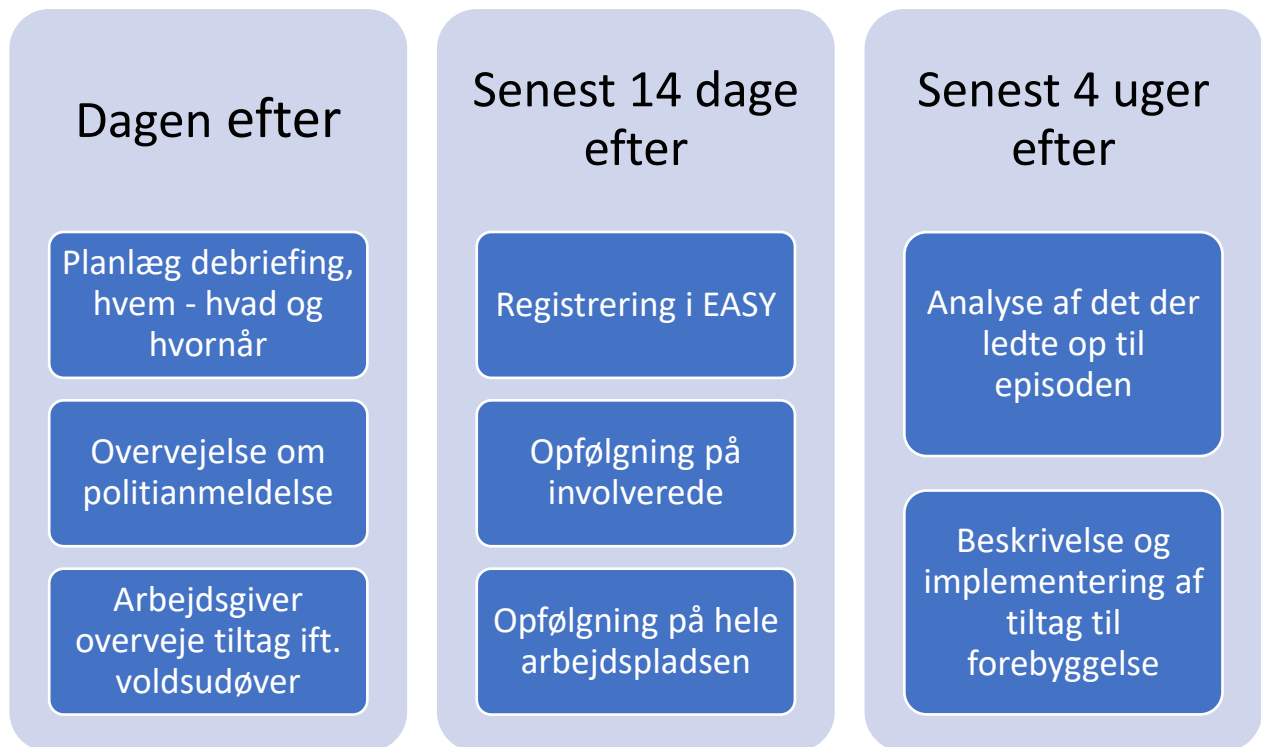 Dagen efter
Planlæg debriefing,
hvem - hvad og
hvornår
Overvejelse om
politianmeldelse
Arbejdsgiver
overveje tiltag ift.
voldsudøver
Senest 14 dage
efter
Registrering i EASY
Opfølgning på
involverede
Opfølgning på hele
arbejdspladsen
Senest 4 uger
efter
Analyse af det der
ledte op til
episoden
Beskrivelse og
implementering af
tiltag til
forebyggelse